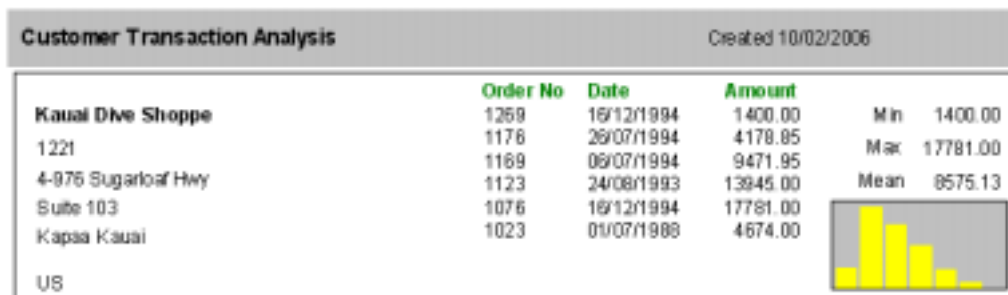 Customer Transaction Analysis Created 10/02/2006
Order No Date Amount
Kauai Dive Shoppe 1269 16/12/1994 1400.00 Min 1400.00
1176 26/07/1994 4178.85
1221 Max 17781.00
1169 06/07/1994 9471.95
4-976 Sugarloaf Hwy 1123 24/08/1993 13945.00 Mean 8575.13
Suite 103 1076 16/12/1994 17781.00
Kapaa Kauai 1023 01/07/1988 4674.00
US